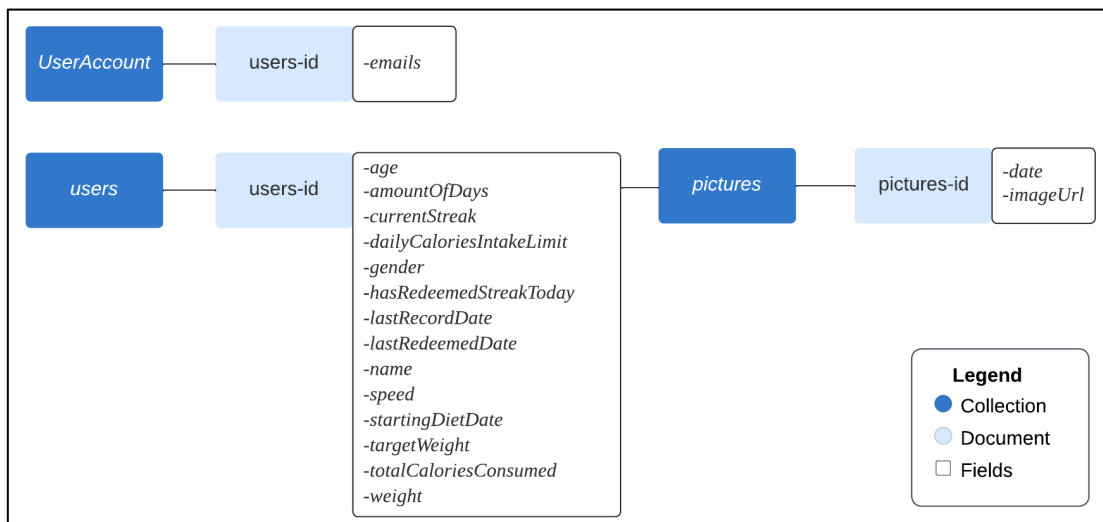 UserAccount
users-id
-emails
users
users-id
-age
-amountOfDays
-currentStreak
-dailyCaloriesIntakeLimit
-gender
-hasRedeemedStreakToday
-lastRecordDate
-lastRedeemedDate
-name
-speed
-startingDietDate
-targetWeight
-totalCaloriesConsumed
-weight
pictures
pictures-id
-date
-imageUrl
Legend
Collection
Document
Fields